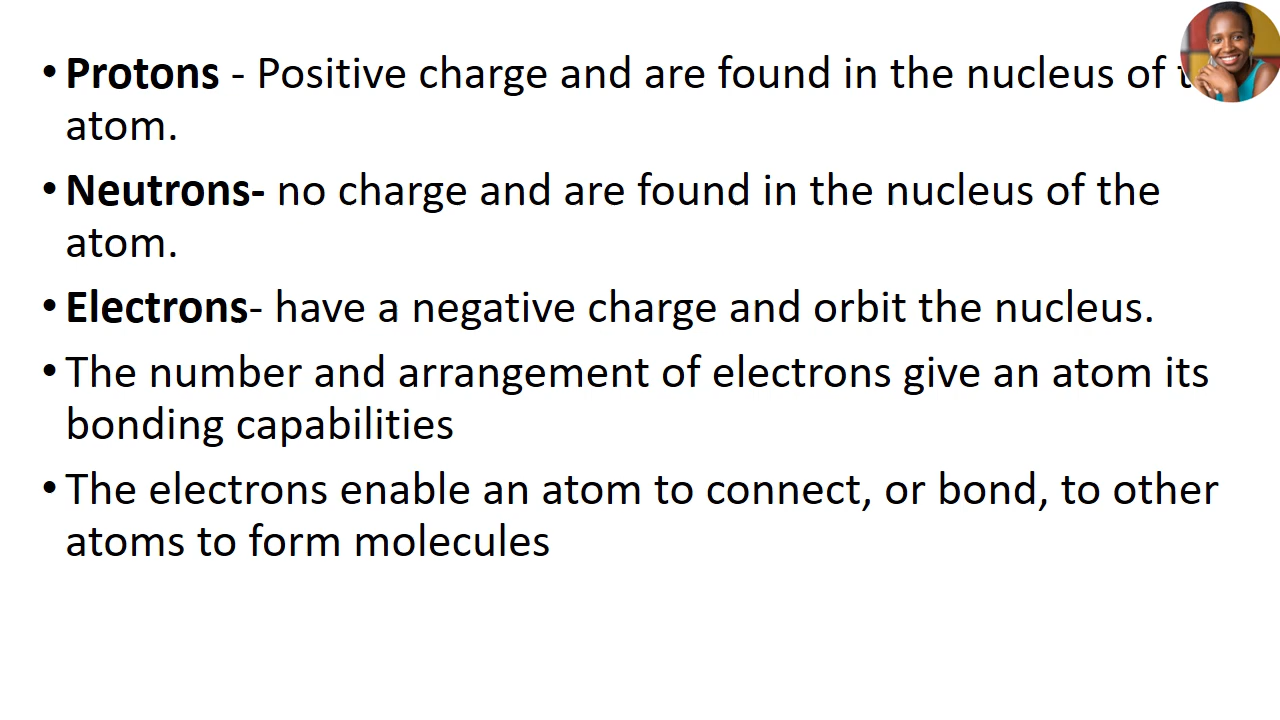 • Protons - Positive charge and are found in the nucleus of
atom.
• Neutrons- no charge and are found in the nucleus of the
atom.
• Electrons- have a negative charge and orbit the nucleus.
• The number and arrangement of electrons give an atom its
bonding capabilities
• The electrons enable an atom to connect, or bond, to other
atoms to form molecules